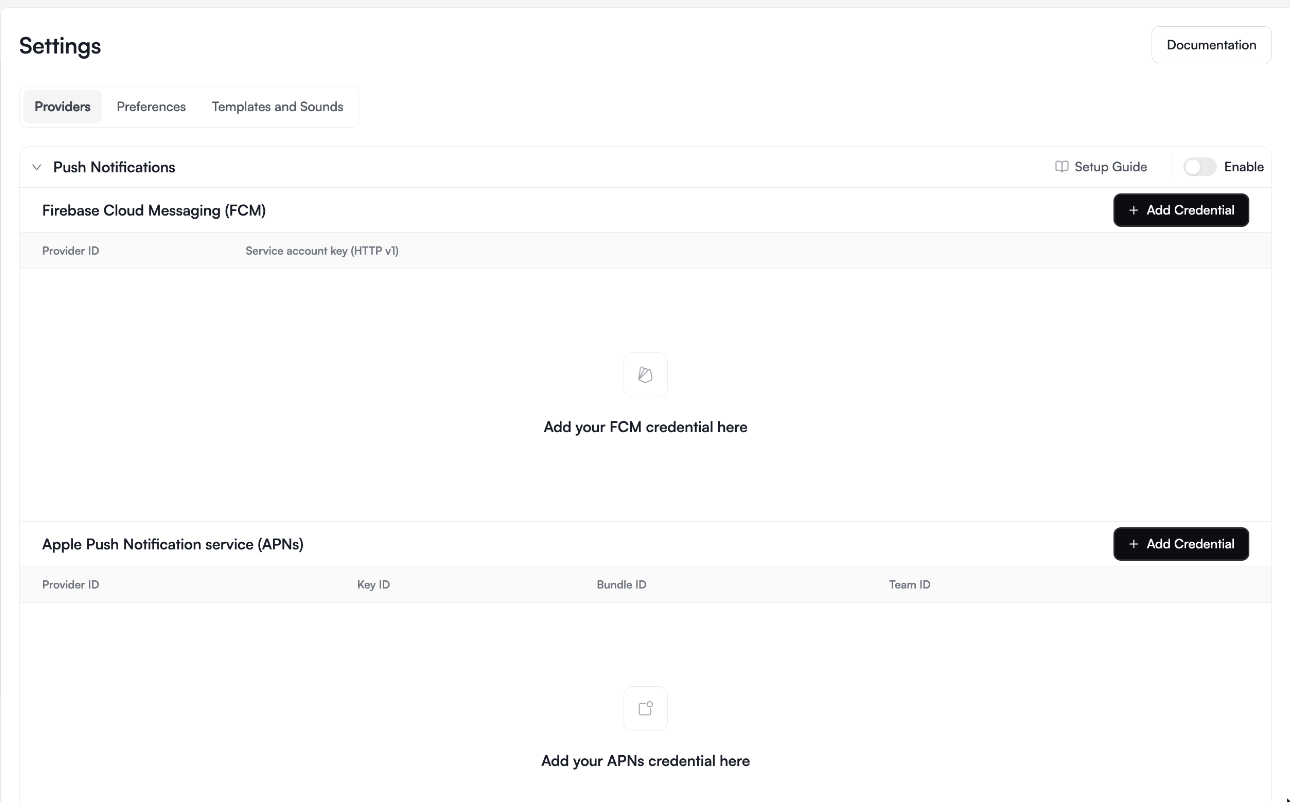 Settings
Documentation
Providers Preferences Templates and Sounds
Push Notifications Setup Guide Enable
Firebase Cloud Messaging (FCM) + Add Credential
Provider ID Service account key (HTTP v1)
Add your FCM credential here
Apple Push Notification service (APNs) + Add Credential
Provider ID Key ID Bundle ID Team ID
Add your APNs credential here